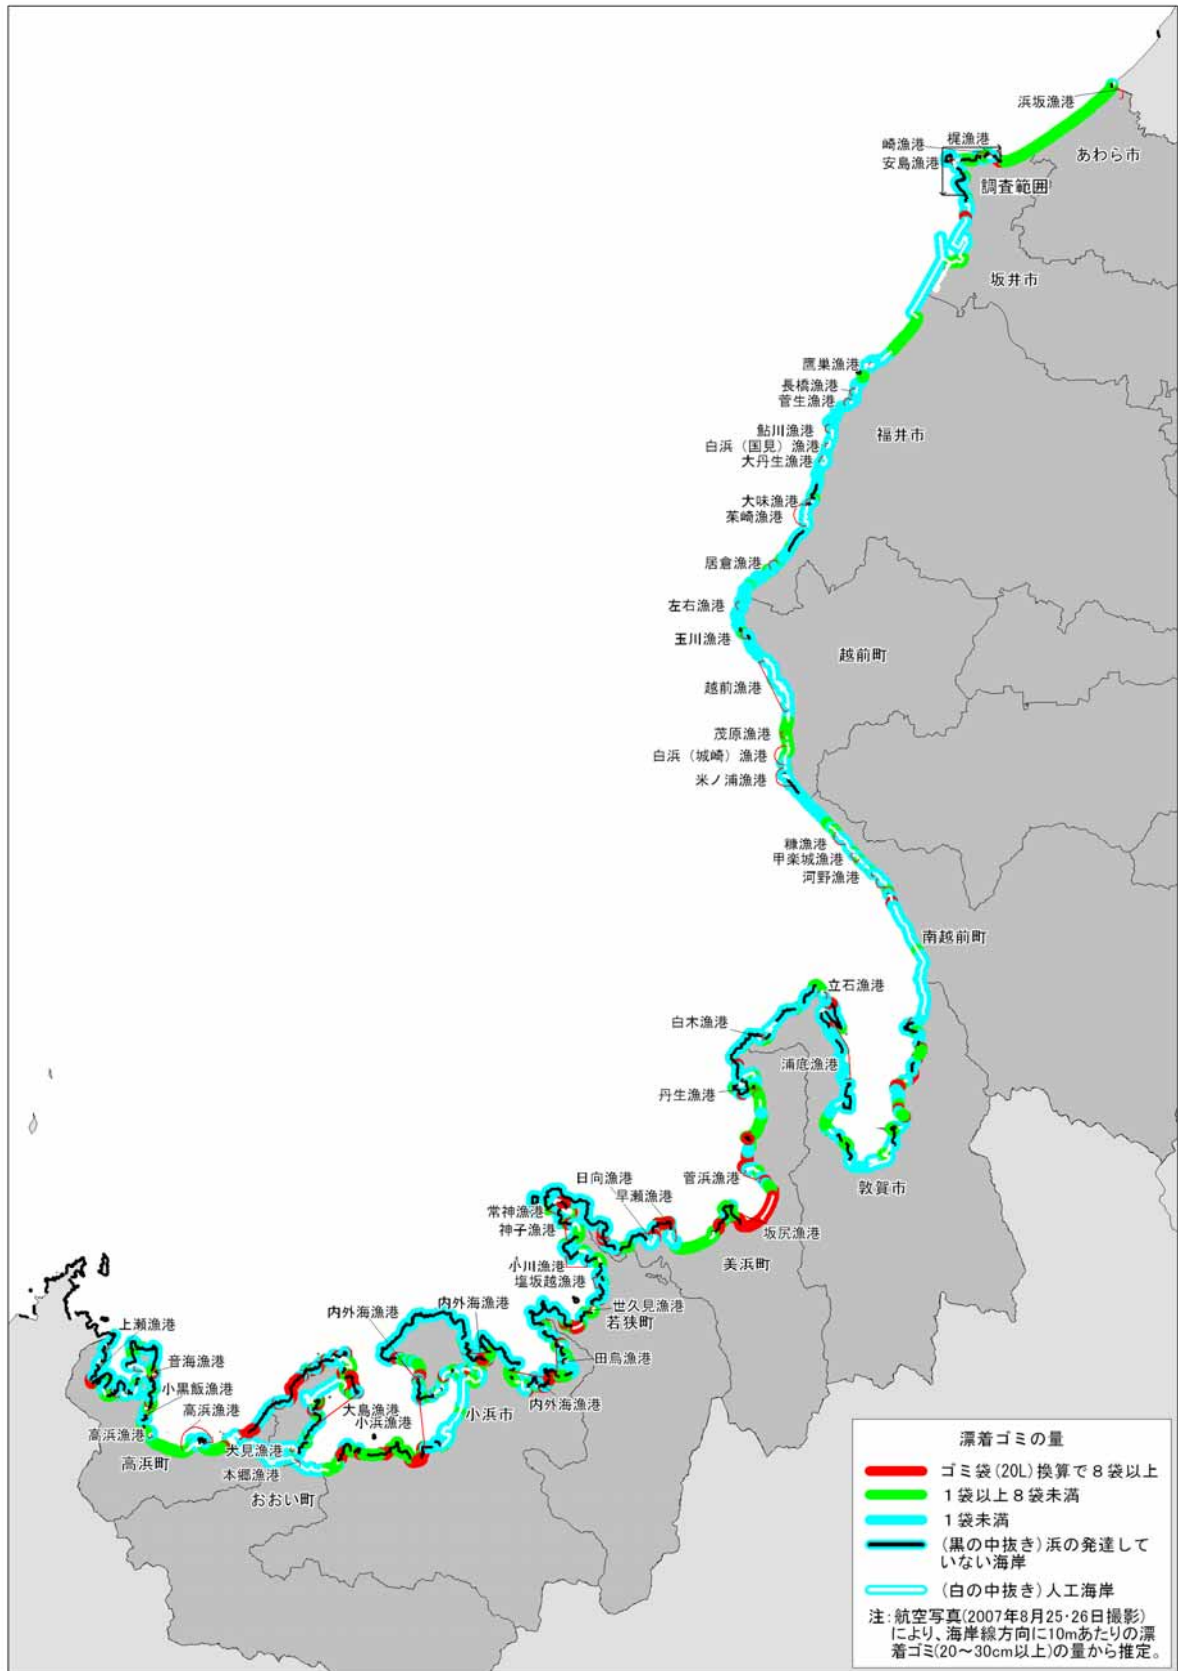 浜坂漁港
梶漁港
崎漁港
安島漁港
あわら市
調査範囲
坂井市
鷹巣漁港
長橋漁港
菅生漁港
鮎川漁港
白浜（国見）漁港
大丹生漁港
福井市
大味漁港
茱崎漁港
居倉漁港
左右漁港
玉川漁港
越前町
越前漁港
茂原漁港
白浜（城崎）漁港
米ノ浦漁港
糠漁港
甲楽城漁港
河野漁港
南越前町
立石漁港
白木漁港
浦底漁港
丹生漁港
菅浜漁港
敦賀市
日向漁港
早瀬漁港
常神漁港
神子漁港
坂尻漁港
美浜町
小川漁港
塩坂越漁港
世久見漁港
若狭町
内外海漁港
内外海漁港
田烏漁港
内外海漁港
上瀬漁港
音海漁港
小黒飯漁港
高浜漁港
高浜漁港
高浜町
大島漁港
小浜漁港
小浜市
犬見漁港
本郷漁港
おおい町
漂着ゴミの量
ゴミ袋(20L)換算で８袋以上
１袋以上８袋未満
１袋未満
(黒の中抜き)浜の発達して
いない海岸
(白の中抜き)人工海岸
注:航空写真(2007年8月25･26日撮影)
により、海岸線方向に10mあたりの漂
着ゴミ(20～30cm以上)の量から推定。